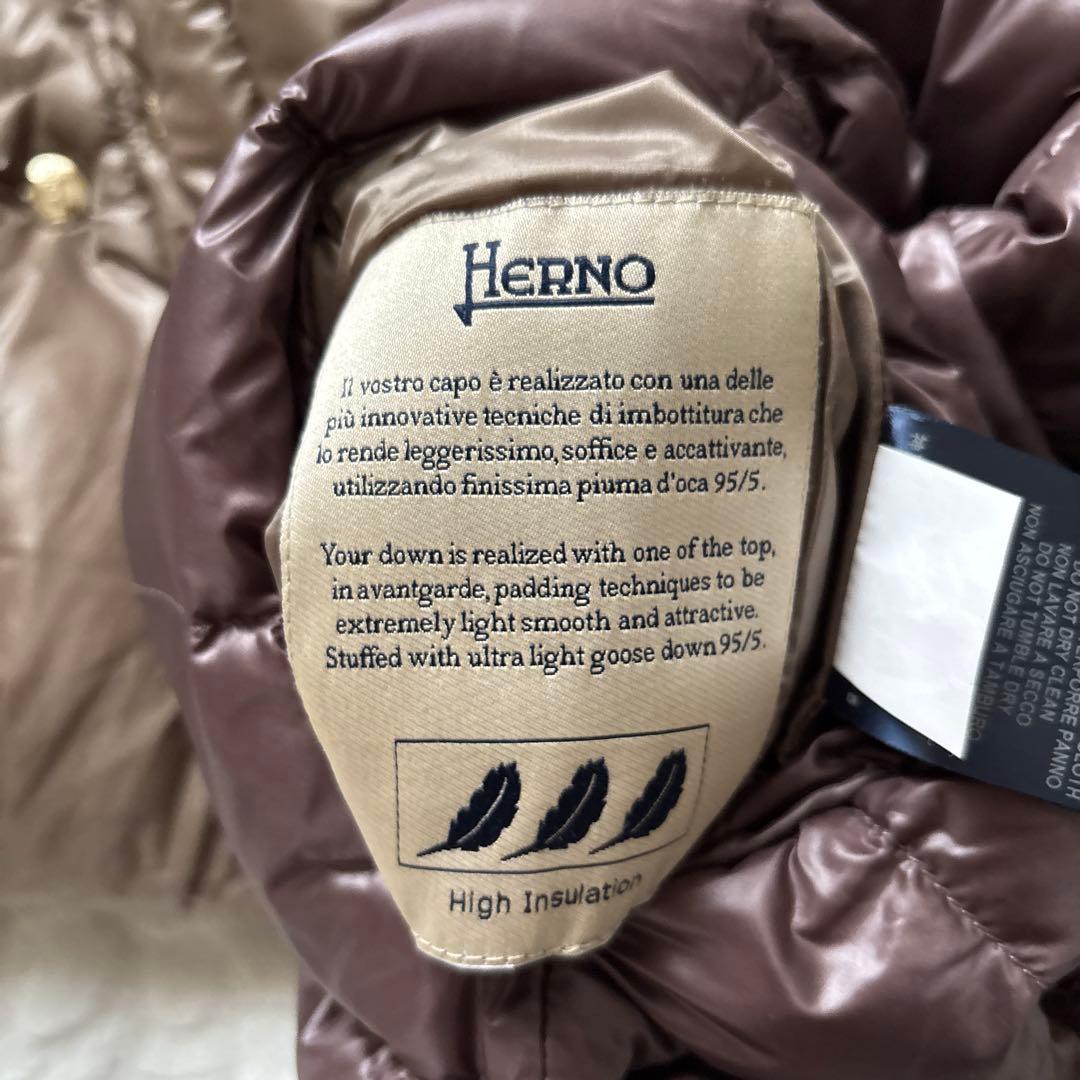 HERNO
Il vostro capo è realizzato con una delle
più innovative tecniche di imbottitura che
lo rende leggerissimo, soffice e accattivante,
utilizzando finissima piuma d'oca 95/5.
Your down is realized with one of the top,
in avantgarde, padding techniques to be
extremely light smooth and attractive.
Stuffed with ultra light goose down 95/5.
High Insulation
PORRE PANNO
DO NOT DRY CLEAN
NON LAVARE A SECCO
DO NOT TUMBLE DRY
NON ASCIUGARE A TAMBURO